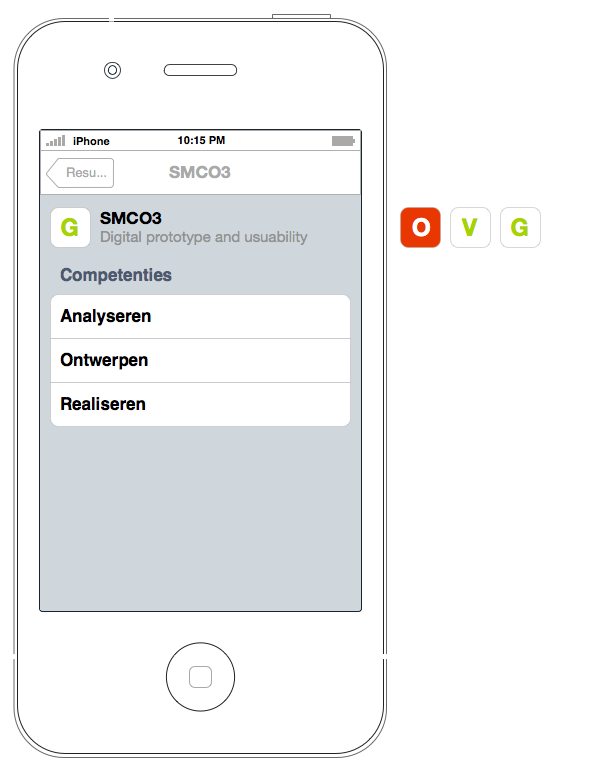 iPhone 10:15 PM
Resu... SMCO3
G SMCO3
Digital prototype and usuability
Competenties
Analyseren
Ontwerpen
Realiseren
O V G